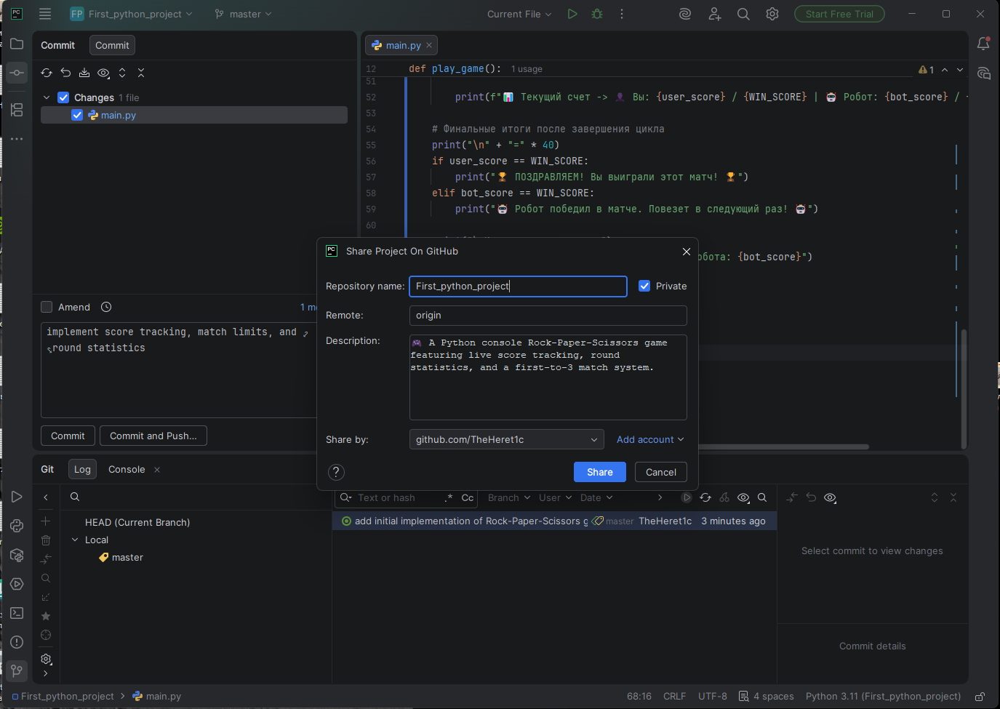 PC FP First_python_project master Current File Start Free Trial
Commit Commit
Changes 1 file
main.py
Amend
implement score tracking, match limits, and
round statistics
Commit Commit and Push...
main.py
12 def play_game(): 1 usage 1
51
52 print(f"📊 Текущий счет -> 👤 Вы: {user_score} / {WIN_SCORE} | 🤖 Робот: {bot_score} /
53
54 # Финальные итоги после завершения цикла
55 print("\n" + "=" * 40)
56 if user_score == WIN_SCORE:
57 print("🏆 ПОЗДРАВЛЯЕМ! Вы выиграли этот матч! 🏆")
58 elif bot_score == WIN_SCORE:
59 print("🤖 Робот победил в матче. Повезет в следующий раз! 🤖")
60
{bot_score}")
PC Share Project On GitHub
Repository name: First_python_project Private
Remote: origin
Description: 🎮 A Python console Rock-Paper-Scissors game
featuring live score tracking, round
statistics, and a first-to-3 match system.
Share by: github.com/TheHeret1c Add account
? Share Cancel
Git Log Console
HEAD (Current Branch)
Local
master
Text or hash .* Cc Branch User Date
add initial implementation of Rock-Paper-Scissors g master TheHeret1c 3 minutes ago
Select commit to view changes
Commit details
First_python_project main.py 68:16 CRLF UTF-8 4 spaces Python 3.11 (First_python_project)